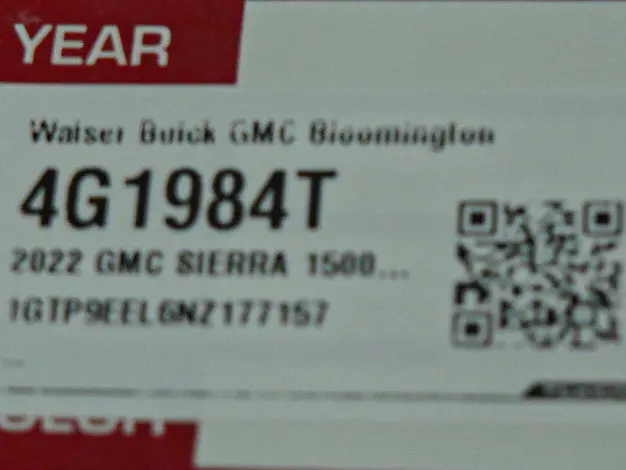 YEAR
Walser Buick GMC Bloomington
4G1984T
2022 GMC SIERRA 1500...
1GTP9EEL6NZ177157
...